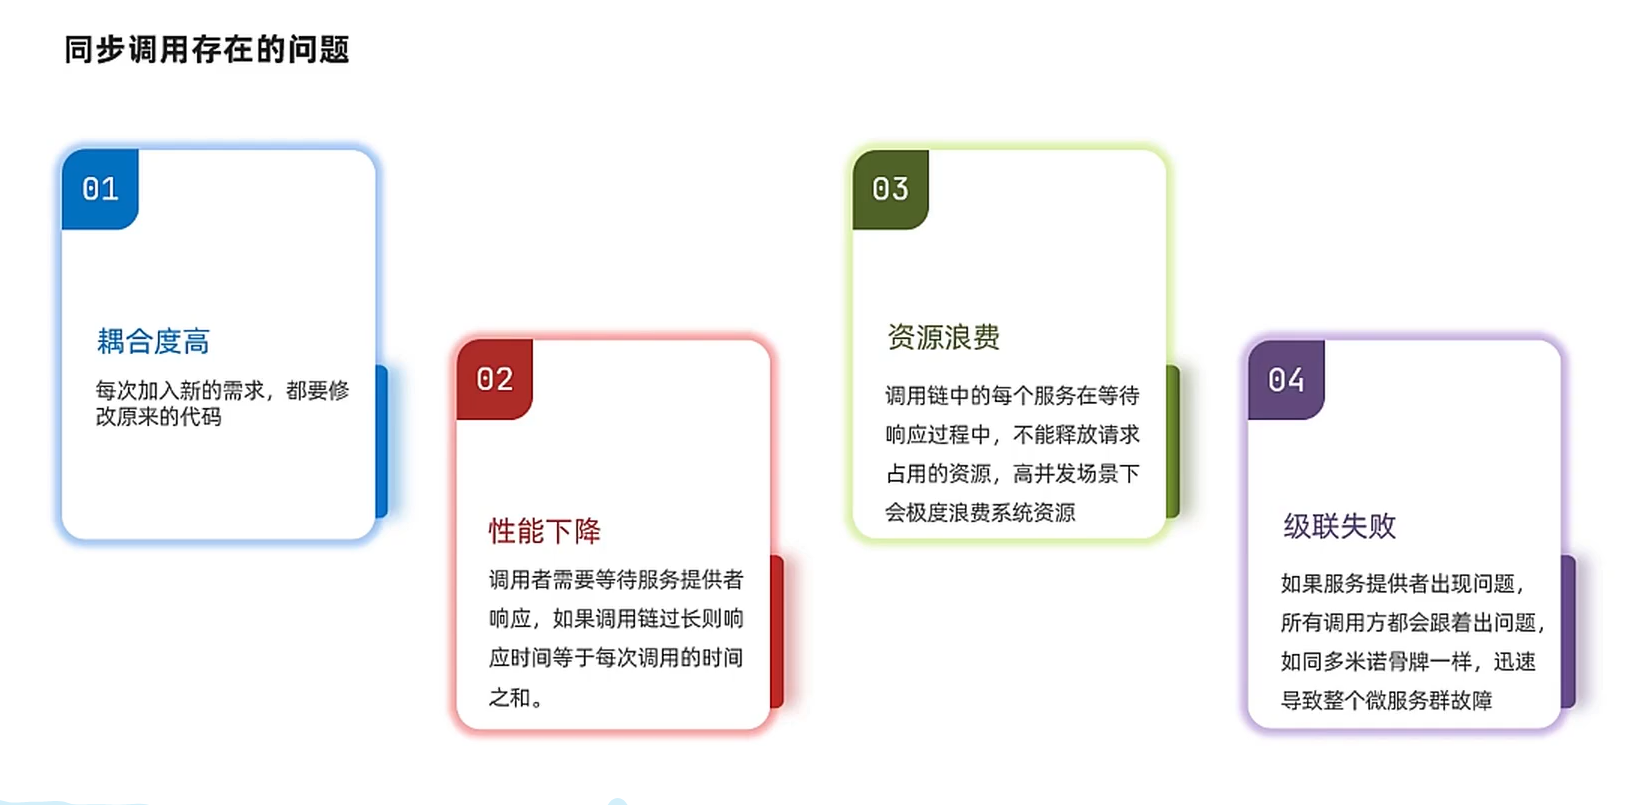 同步调用存在的问题
01
耦合度高
每次加入新的需求，都要修
改原来的代码
02
性能下降
调用者需要等待服务提供者
响应，如果调用链过长则响
应时间等于每次调用的时间
之和。
03
资源浪费
调用链中的每个服务在等待
响应过程中，不能释放请求
占用的资源，高并发场景下
会极度浪费系统资源
04
级联失败
如果服务提供者出现问题，
所有调用方都会跟着出问题，
如同多米诺骨牌一样，迅速
导致整个微服务群故障